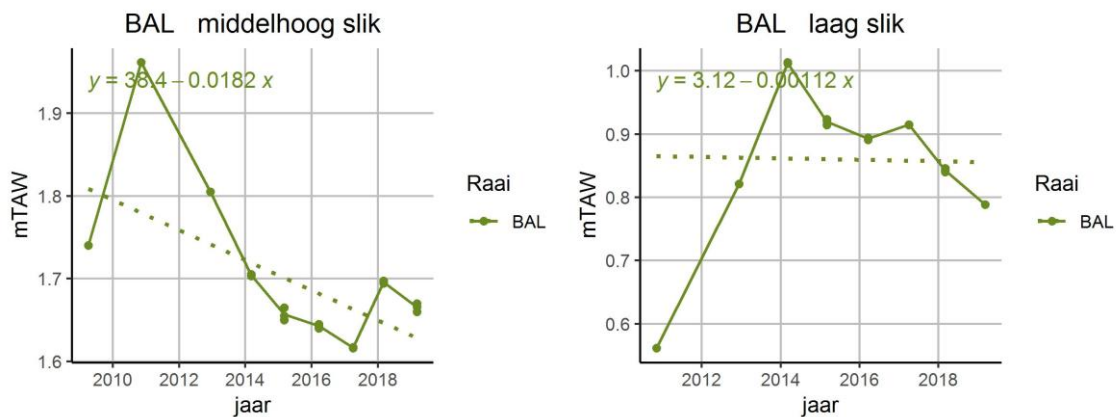 BAL middelhoog slik
y = 38.4 – 0.0182 x
1.9
1.8
1.7
1.6
mTAW
2010 2012 2014 2016 2018
jaar
Raai
BAL
BAL laag slik
y = 3.12 – 0.00112 x
1.0
0.9
0.8
0.7
0.6
mTAW
2012 2014 2016 2018
jaar
Raai
BAL